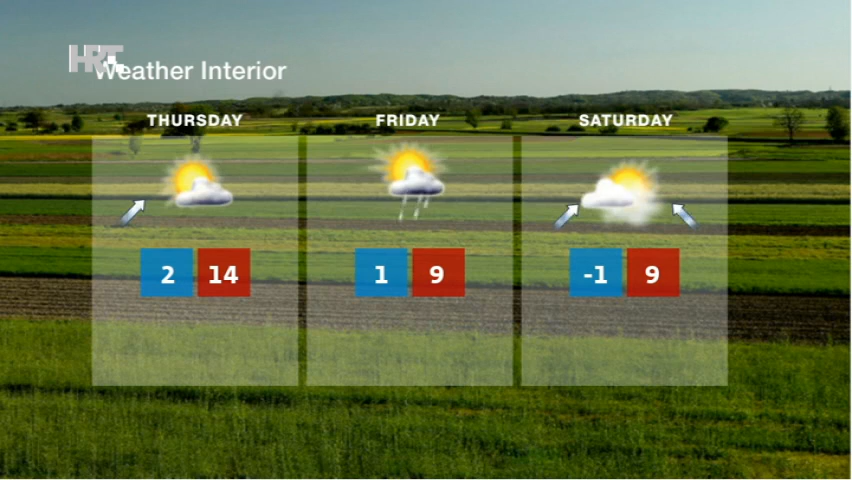 HRT
Weather Interior
THURSDAY FRIDAY SATURDAY
2 14 1 9 -1 9